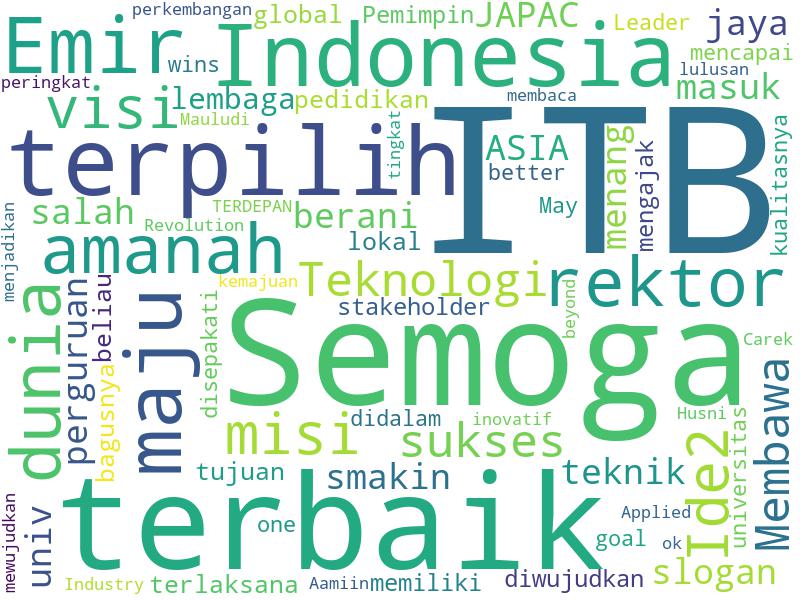 perkembangan
global
Pemimpin
JAPAC
Leader
jaya
Emir
wins
Indonesia
mencapai
peringkat
lulusan
visi
lembaga
pedidikan
membaca
masuk
Mauludi
terpilih
tingkat
ITB
ASIA
better
menang
mengajak
kualitasnya
salah
TERDEPAN
berani
May
Revolution
lokal
menjadikan
amanah
Teknologi
rektor
kemajuan
stakeholder
beyond
dunia
perguruan
beliau
maju
disepakati
Semoga
Carek
bagusnya
misi
didalam
inovatif
sukses
Husni
Ide2
universitas
Membawa
tujuan
smakin
teknik
terbaik
mewujudkan
univ
one
Applied
goal
ok
Industry
terlaksana
Aamiin
memiliki
diwujudkan
slogan